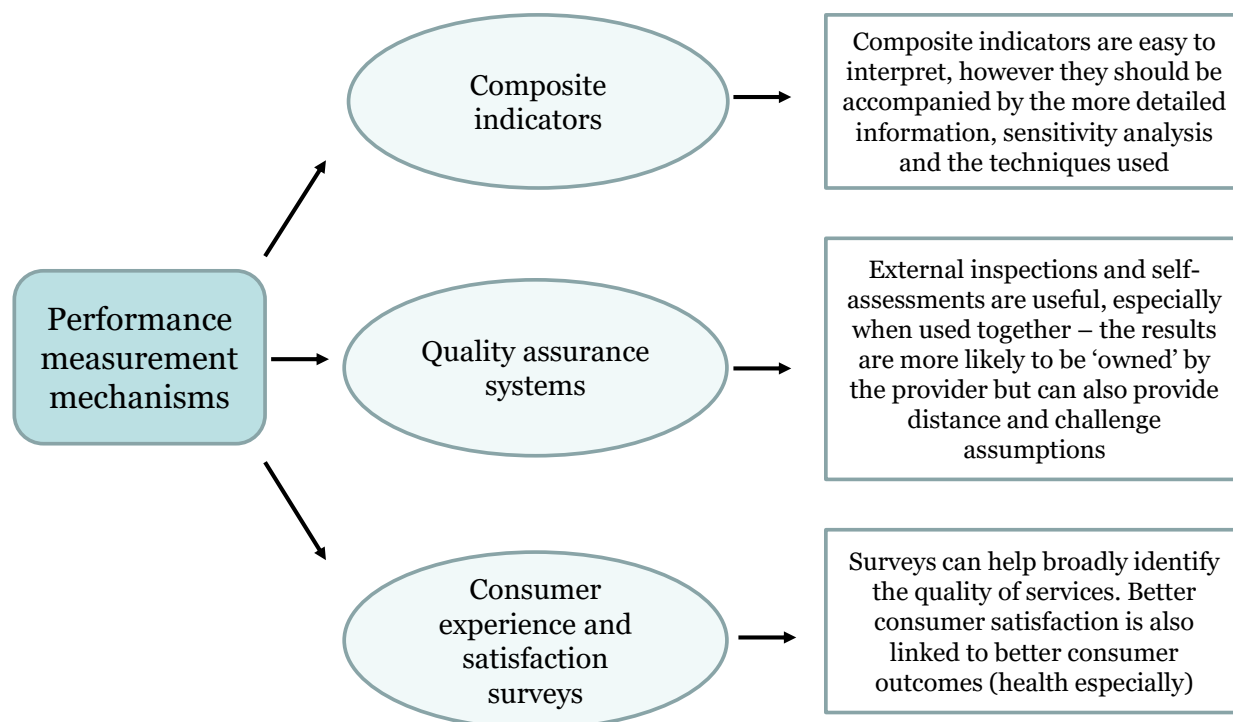 Performance
measurement
mechanisms
Composite
indicators
Composite indicators are easy to
interpret, however they should be
accompanied by the more detailed
information, sensitivity analysis
and the techniques used
Quality assurance
systems
External inspections and self-
assessments are useful, especially
when used together – the results
are more likely to be ‘owned’ by
the provider but can also provide
distance and challenge
assumptions
Consumer
experience and
satisfaction
surveys
Surveys can help broadly identify
the quality of services. Better
consumer satisfaction is also
linked to better consumer
outcomes (health especially)